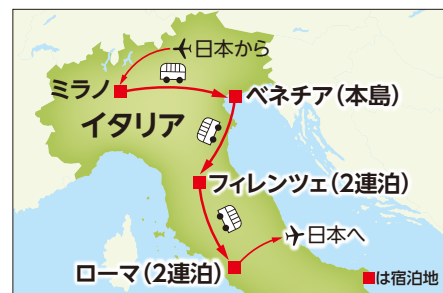 日本から
ミラノ
ベネチア(本島)
イタリア
フィレンツェ(2連泊)
日本へ
ローマ(2連泊)
■は宿泊地